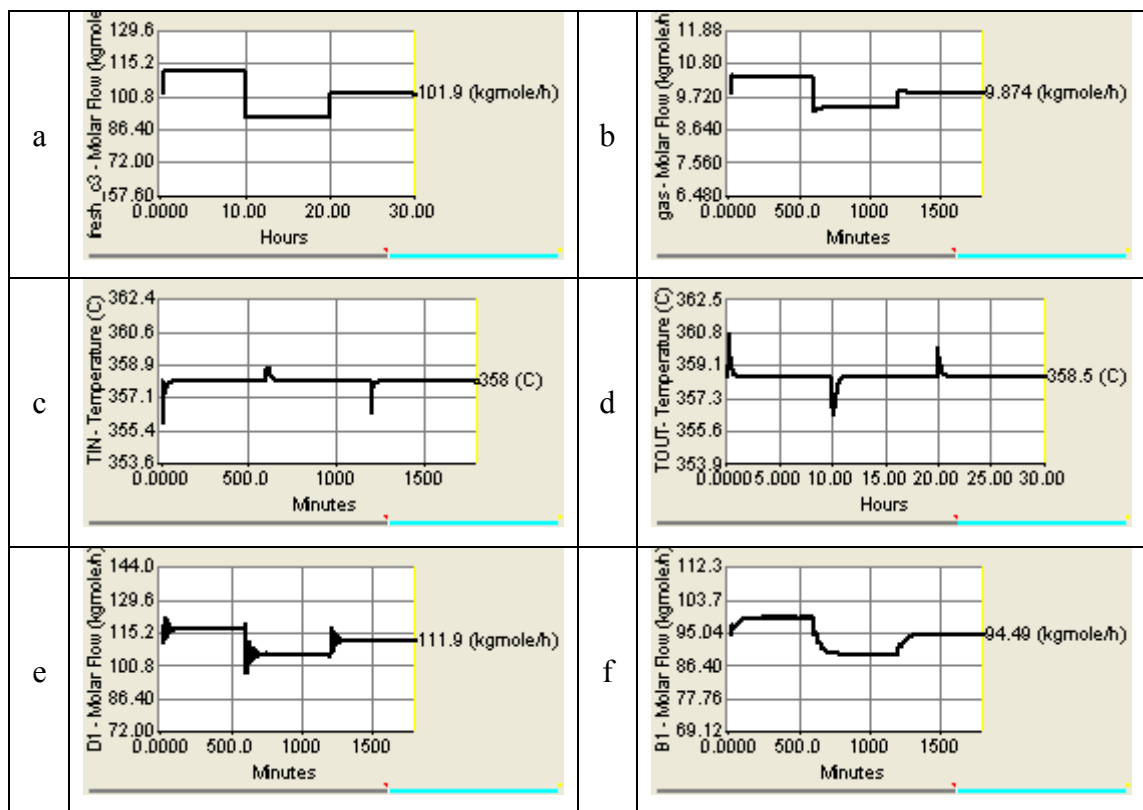 a
fresh_c3 - Molar Flow (kgmole/h)
129.6
115.2
100.8
86.40
72.00
57.60
0.0000 10.00 20.00 30.00
Hours
101.9 (kgmole/h)
b
gas - Molar Flow (kgmole/h)
11.88
10.80
9.720
8.640
7.560
6.480
0.0000 500.0 1000 1500
Minutes
9.874 (kgmole/h)
c
TIN - Temperature (C)
362.4
360.6
358.9
357.1
355.4
353.6
0.0000 500.0 1000 1500
Minutes
358 (C)
d
TOUT- Temperature (C)
362.5
360.8
359.1
357.3
355.6
353.9
0.0000 5.000 10.00 15.00 20.00 25.00 30.00
Hours
358.5 (C)
e
D1 - Molar Flow (kgmole/h)
144.0
129.6
115.2
100.8
86.40
72.00
0.0000 500.0 1000 1500
Minutes
111.9 (kgmole/h)
f
B1 - Molar Flow (kgmole/h)
112.3
103.7
95.04
86.40
77.76
69.12
0.0000 500.0 1000 1500
Minutes
94.49 (kgmole/h)